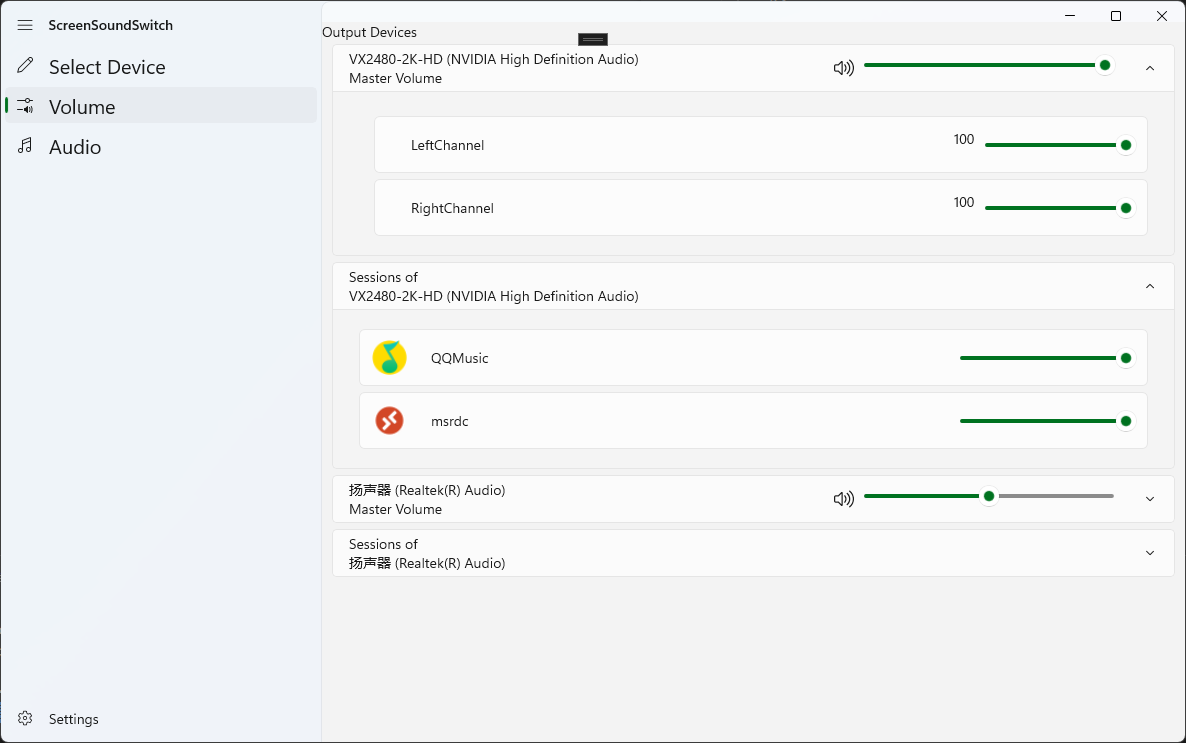 ScreenSoundSwitch
Select Device
Volume
Audio
Settings
Output Devices
VX2480-2K-HD (NVIDIA High Definition Audio)
Master Volume
LeftChannel
100
RightChannel
100
Sessions of
VX2480-2K-HD (NVIDIA High Definition Audio)
QQMusic
msrdc
扬声器 (Realtek(R) Audio)
Master Volume
Sessions of
扬声器 (Realtek(R) Audio)